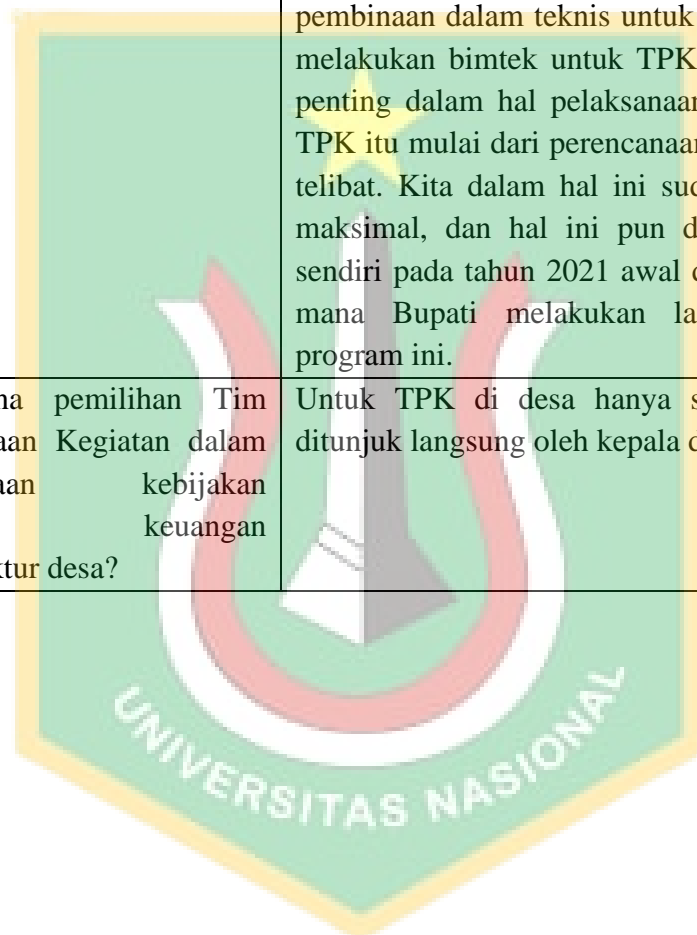 pembinaan dalam teknis untuk
melakukan bimtek untuk TPK
penting dalam hal pelaksanaan
TPK itu mulai dari perencanaan
telibat. Kita dalam hal ini
maksimal, dan hal ini pun
sendiri pada tahun 2021 awal
mana Bupati melakukan
program ini.
pemilihan Tim
Kegiatan dalam
kebijakan
keuangan
desa?
Untuk TPK di desa hanya
ditunjuk langsung oleh kepala
UNIVERSITAS NASIONAL